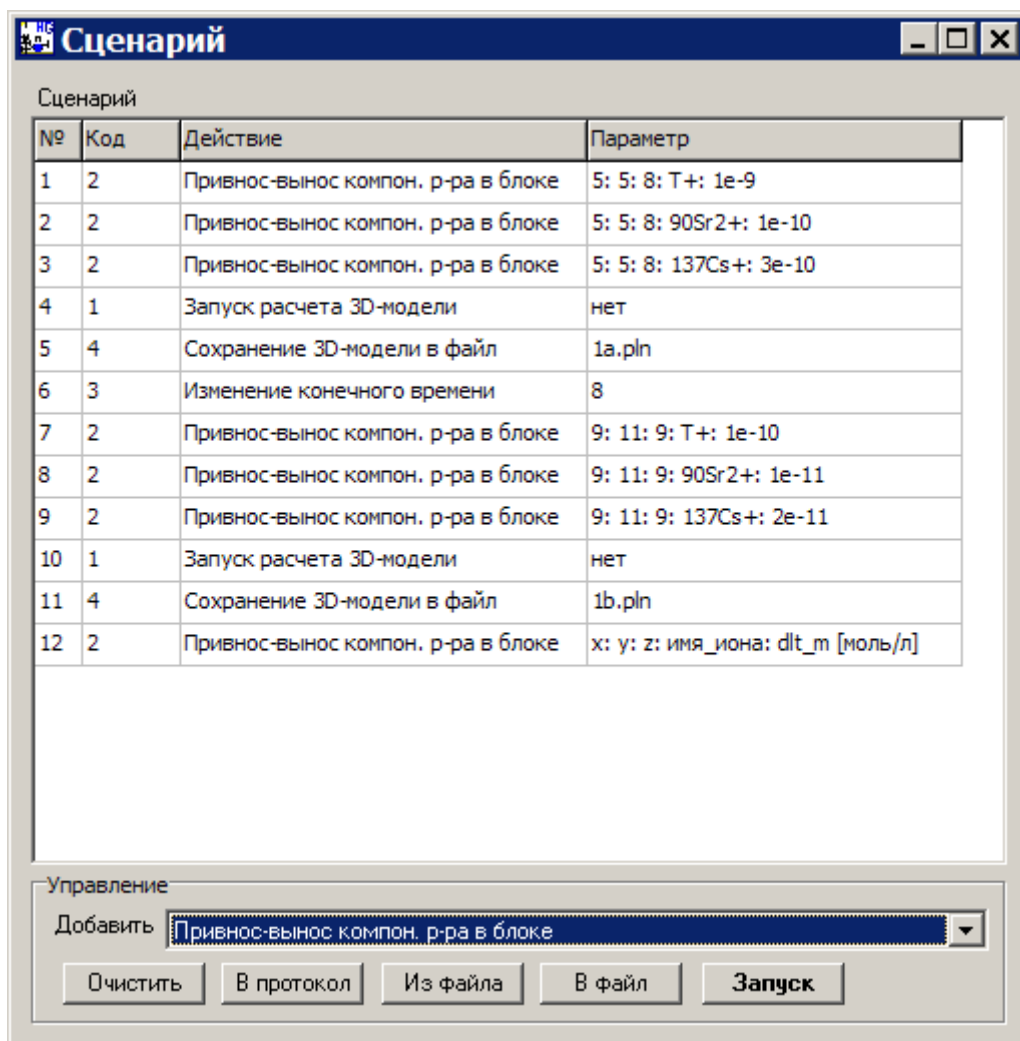 Сценарий
Сценарий
№ Код Действие Параметр
1 2 Привнос-вынос компон. р-ра в блоке 5: 5: 8: T+: 1e-9
2 2 Привнос-вынос компон. р-ра в блоке 5: 5: 8: 90Sr2+: 1e-10
3 2 Привнос-вынос компон. р-ра в блоке 5: 5: 8: 137Cs+: 3e-10
4 1 Запуск расчета 3D-модели нет
5 4 Сохранение 3D-модели в файл 1a.pln
6 3 Изменение конечного времени 8
7 2 Привнос-вынос компон. р-ра в блоке 9: 11: 9: T+: 1e-10
8 2 Привнос-вынос компон. р-ра в блоке 9: 11: 9: 90Sr2+: 1e-11
9 2 Привнос-вынос компон. р-ра в блоке 9: 11: 9: 137Cs+: 2e-11
10 1 Запуск расчета 3D-модели нет
11 4 Сохранение 3D-модели в файл 1b.pln
12 2 Привнос-вынос компон. р-ра в блоке x: y: z: имя_иона: dlt_m [моль/л]
Управление
Добавить Привнос-вынос компон. р-ра в блоке
Очистить В протокол Из файла В файл Запуск